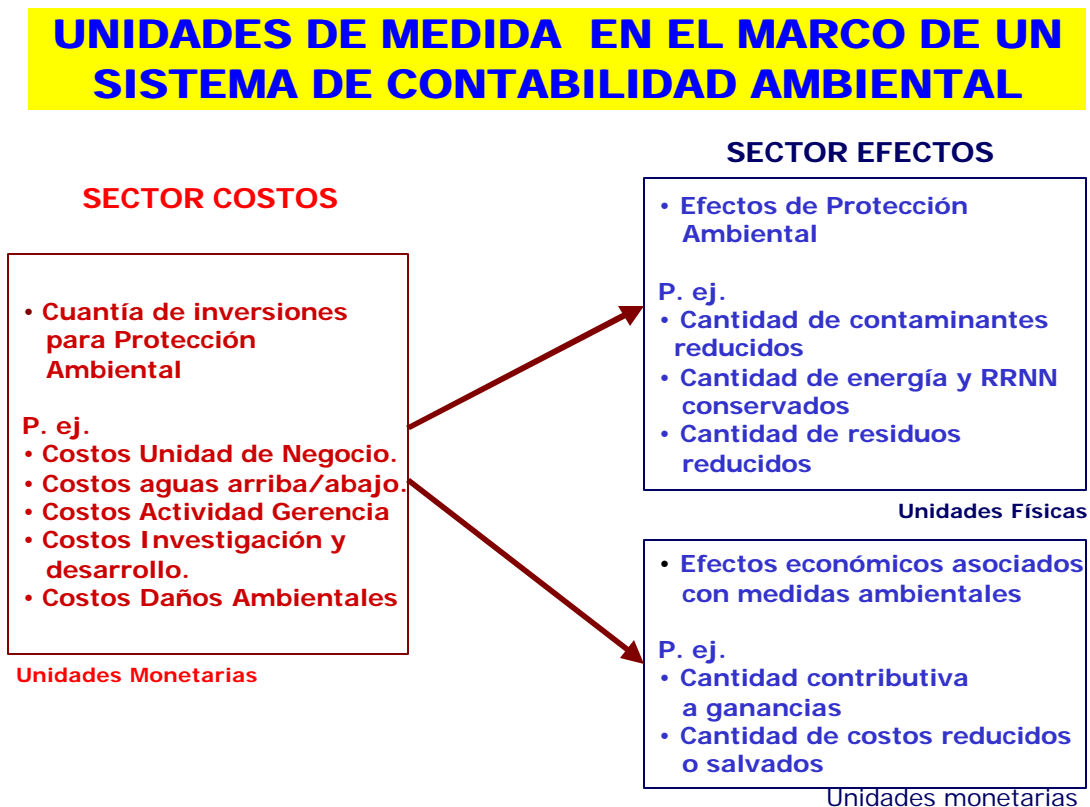 UNIDADES DE MEDIDA EN EL MARCO DE UN
SISTEMA DE CONTABILIDAD AMBIENTAL
SECTOR COSTOS
• Cuantía de inversiones
para Protección
Ambiental
P. ej.
• Costos Unidad de Negocio.
• Costos aguas arriba/abajo.
• Costos Actividad Gerencia
• Costos Investigación y
desarrollo.
• Costos Daños Ambientales
Unidades Monetarias
SECTOR EFECTOS
• Efectos de Protección
Ambiental
P. ej.
• Cantidad de contaminantes
reducidos
• Cantidad de energía y RRNN
conservados
• Cantidad de residuos
reducidos
Unidades Físicas
• Efectos económicos asociados
con medidas ambientales
P. ej.
• Cantidad contributiva
a ganancias
• Cantidad de costos reducidos
o salvados
Unidades monetarias